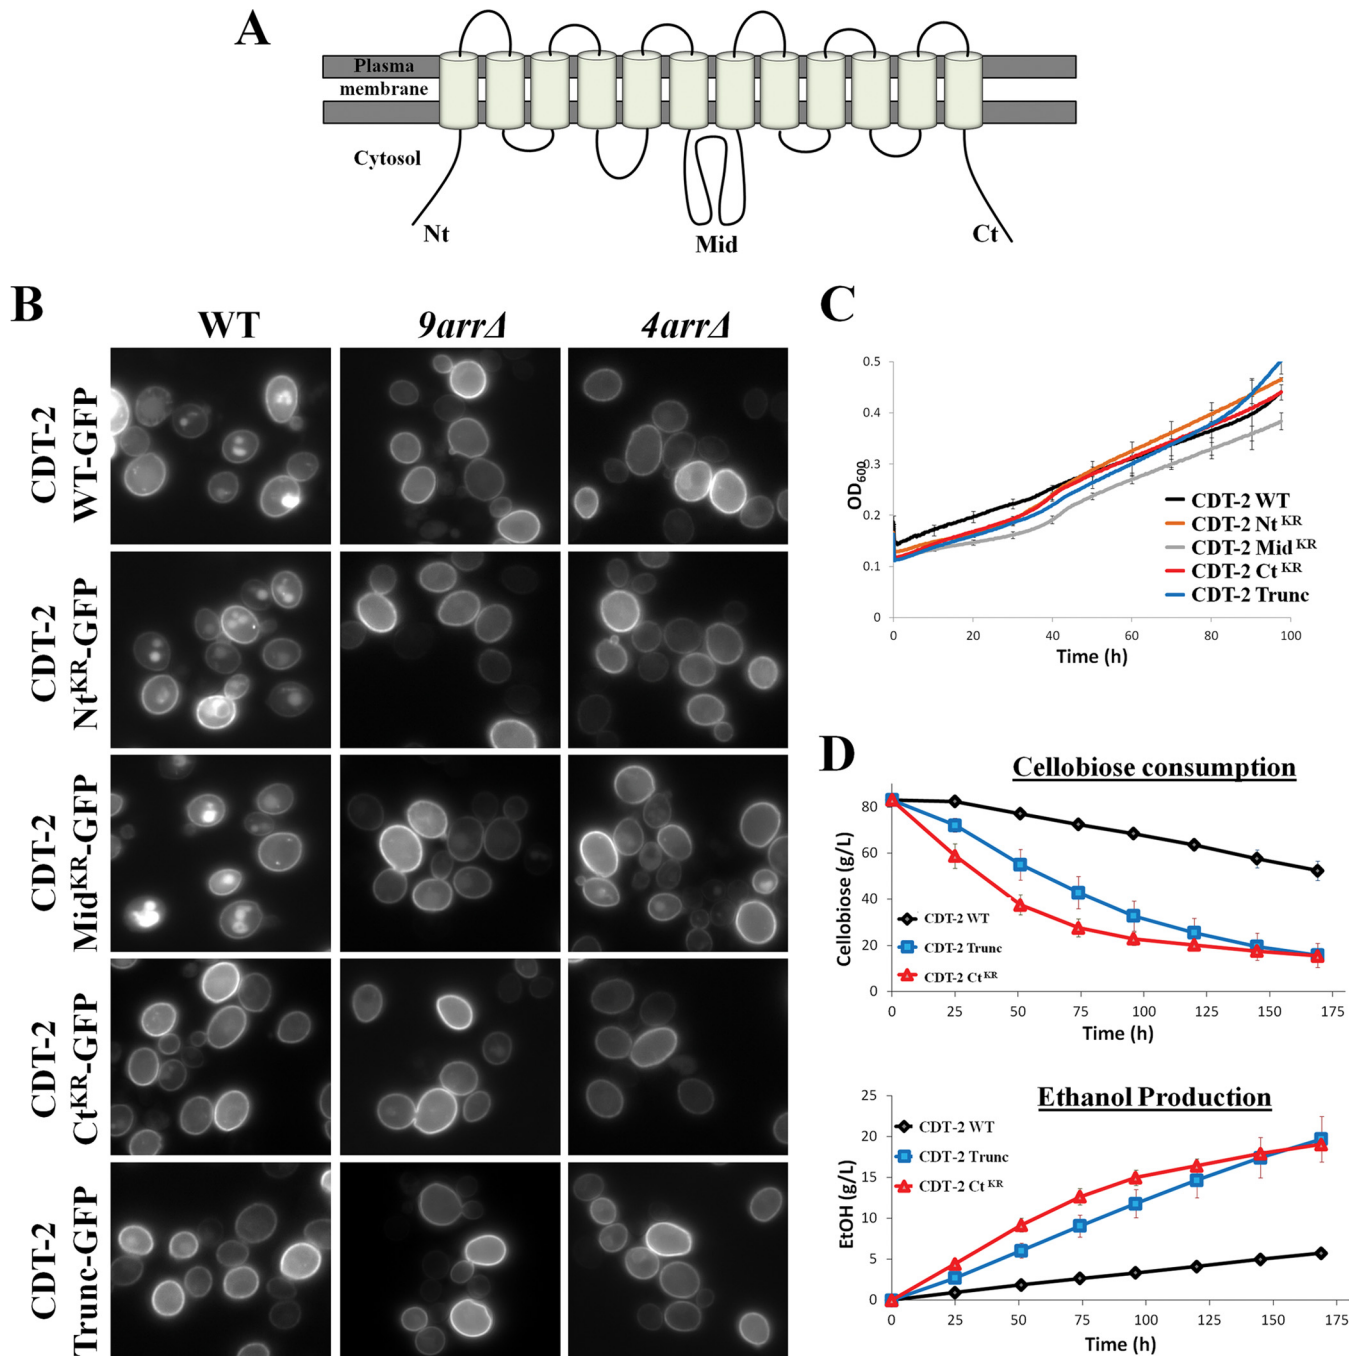 A
Plasma
membrane
Cytosol
Nt
Mid
Ct
B
WT
9arrΔ
4arrΔ
CDT-2
WT-GFP
CDT-2
Nt^KR-GFP
CDT-2
Mid^KR-GFP
CDT-2
Ct^KR-GFP
CDT-2
Trunc-GFP
C
0.5
0.4
0.3
0.2
0.1
0
OD600
CDT-2 WT
CDT-2 Nt KR
CDT-2 Mid KR
CDT-2 Ct KR
CDT-2 Trunc
0 20 40 60 80 100
Time (h)
D
Cellobiose consumption
80
60
40
20
0
Cellobiose (g/L)
CDT-2 WT
CDT-2 Trunc
CDT-2 Ct KR
0 25 50 75 100 125 150 175
Time (h)
Ethanol Production
25
20
15
10
5
0
EtOH (g/L)
CDT-2 WT
CDT-2 Trunc
CDT-2 Ct KR
0 25 50 75 100 125 150 175
Time (h)